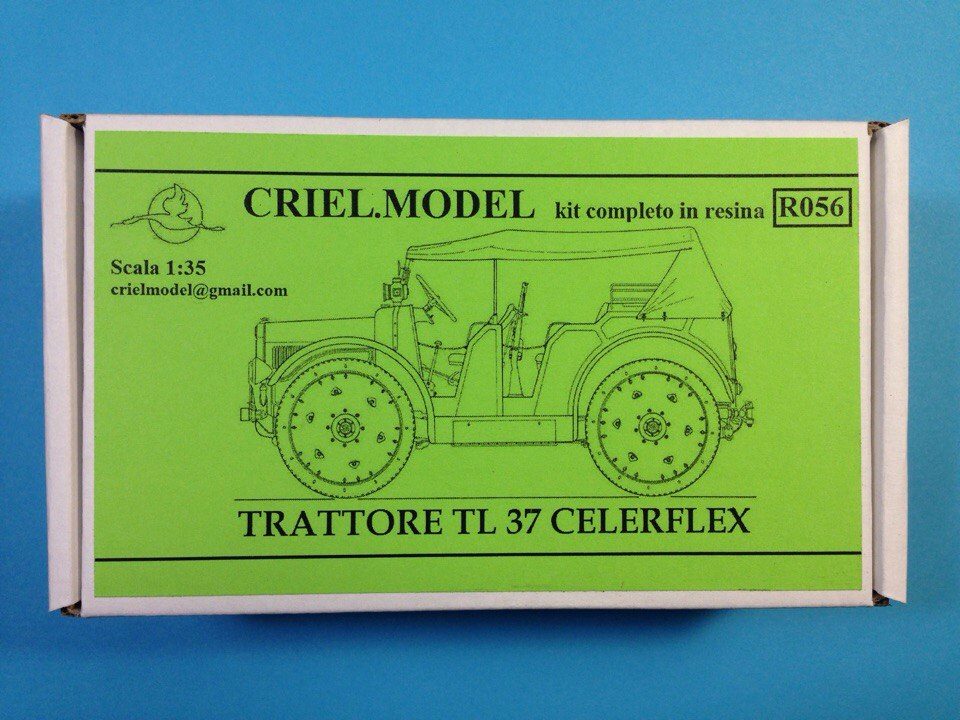 CRIEL.MODEL kit completo in resina R056
Scala 1:35
crielmodel@gmail.com
TRATTORE TL 37 CELERFLEX